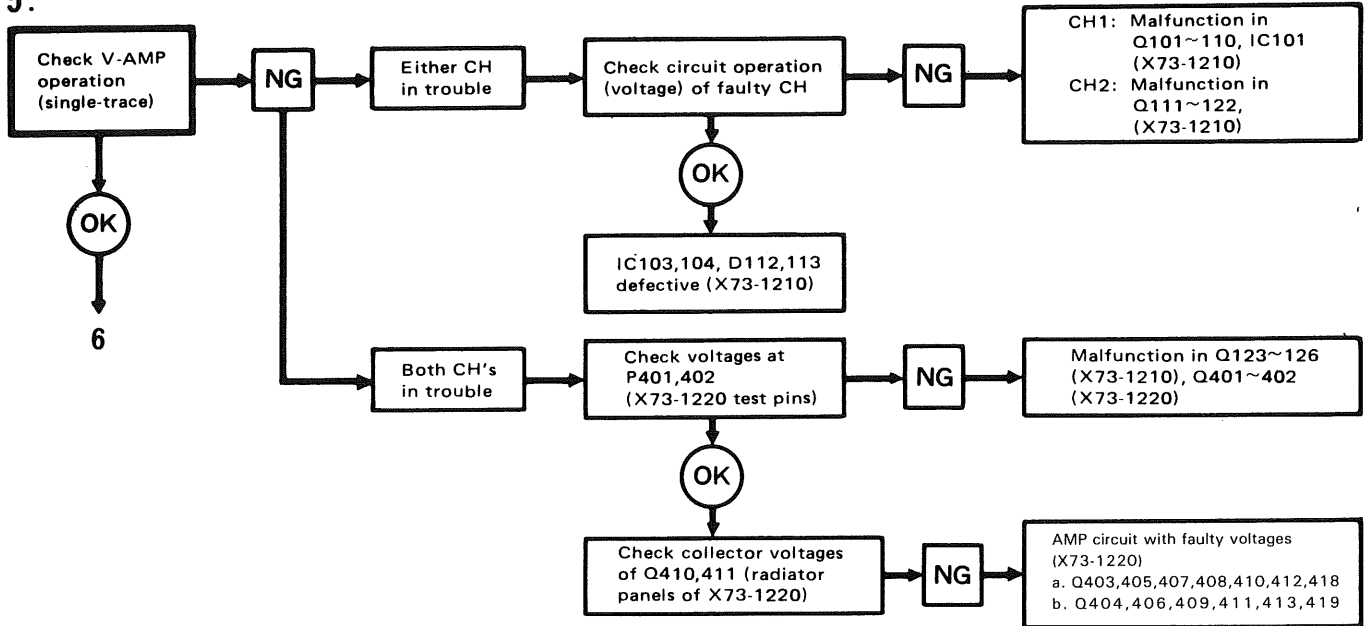 5.
Check V-AMP
operation
(single-trace)
NG
Either CH
in trouble
Check circuit operation
(voltage) of faulty CH
NG
CH1: Malfunction in
Q101~110, IC101
(X73-1210)
CH2: Malfunction in
Q111~122,
(X73-1210)
OK
6
OK
IC103,104, D112,113
defective (X73-1210)
Both CH's
in trouble
Check voltages at
P401,402
(X73-1220 test pins)
NG
Malfunction in Q123~126
(X73-1210), Q401~402
(X73-1220)
OK
Check collector voltages
of Q410,411 (radiator
panels of X73-1220)
NG
AMP circuit with faulty voltages
(X73-1220)
a. Q403,405,407,408,410,412,418
b. Q404,406,409,411,413,419